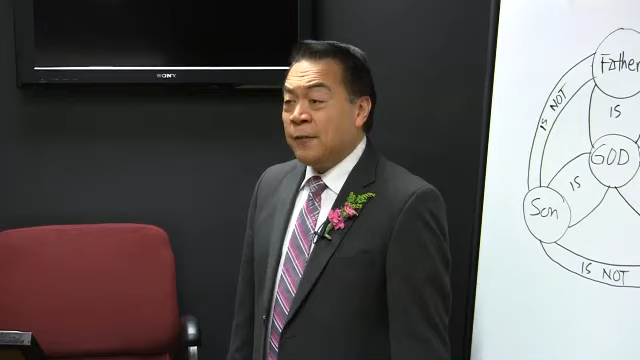 SONY
Father
IS NOT
IS
GOD
IS
Son
IS NOT